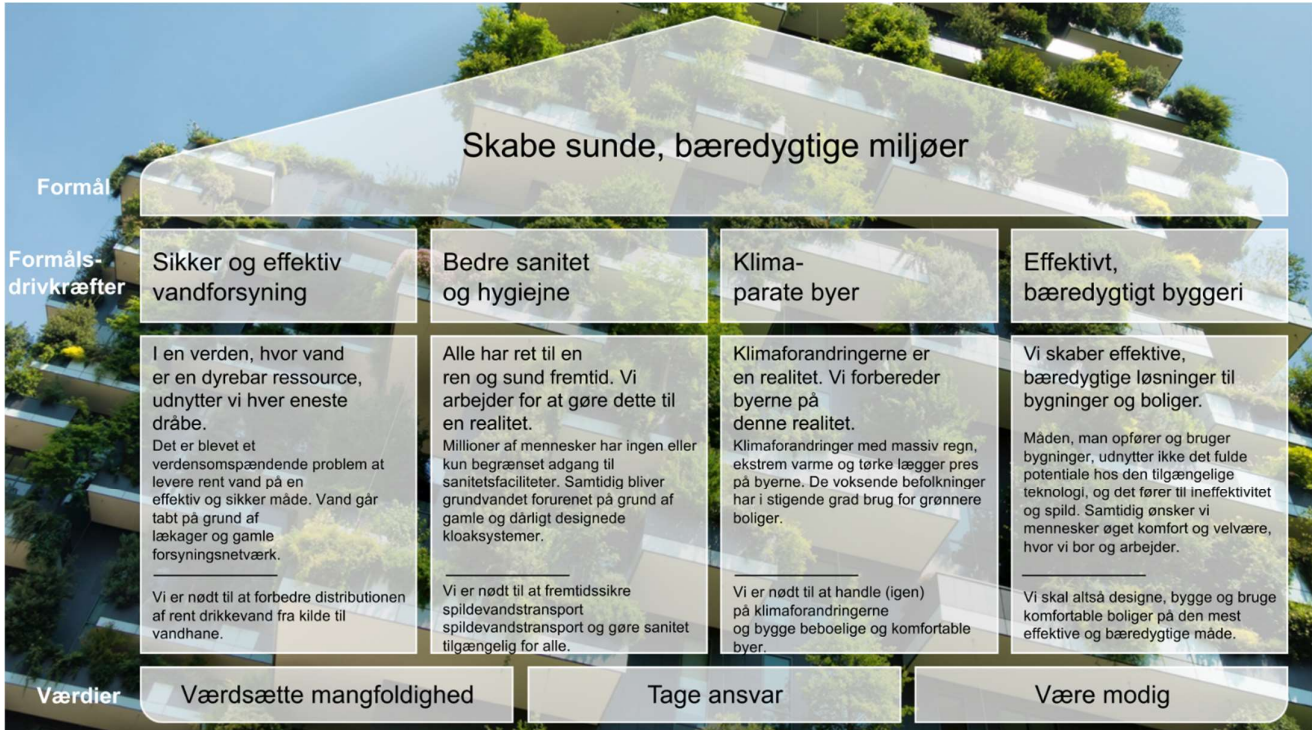 Skabe sunde, bæredygtige miljøer
Formål
Formåls-
drivkræfter
Sikker og effektiv
vandforsyning
Bedre sanitet
og hygiejne
Klima-
parate byer
Effektivt,
bæredygtigt byggeri
I en verden, hvor vand
er en dyrebar ressource,
udnytter vi hver eneste
dråbe.
Det er blevet et
verdensomspændende problem at
levere rent vand på en
effektiv og sikker måde. Vand går
tabt på grund af
lækager og gamle
forsyningsnetværk.
Vi er nødt til at forbedre distributionen
af rent drikkevand fra kilde til
vandhane.
Alle har ret til en
ren og sund fremtid. Vi
arbejder for at gøre dette til
en realitet.
Millioner af mennesker har ingen eller
kun begrænset adgang til
sanitetsfaciliteter. Samtidig bliver
grundvandet forurenet på grund af
gamle og dårligt designede
kloaksystemer.
Vi er nødt til at fremtidssikre
spildevandstransport
spildevandstransport og gøre sanitet
tilgængelig for alle.
Klimaforandringerne er
en realitet. Vi forbereder
byerne på
denne realitet.
Klimaforandringer med massiv regn,
ekstrem varme og tørke lægger pres
på byerne. De voksende befolkninger
har i stigende grad brug for grønnere
boliger.
Vi er nødt til at handle (igen)
på klimaforandringerne
og bygge beboelige og komfortable
byer.
Vi skaber effektive,
bæredygtige løsninger til
bygninger og boliger.
Måden, man opfører og bruger
bygninger, udnytter ikke det fulde
potentiale hos den tilgængelige
teknologi, og det fører til ineffektivitet
og spild. Samtidig ønsker vi
mennesker øget komfort og velvære,
hvor vi bor og arbejder.
Vi skal altså designe, bygge og bruge
komfortable boliger på den mest
effektive og bæredygtige måde.
Værdier
Værdsætte mangfoldighed
Tage ansvar
Være modig